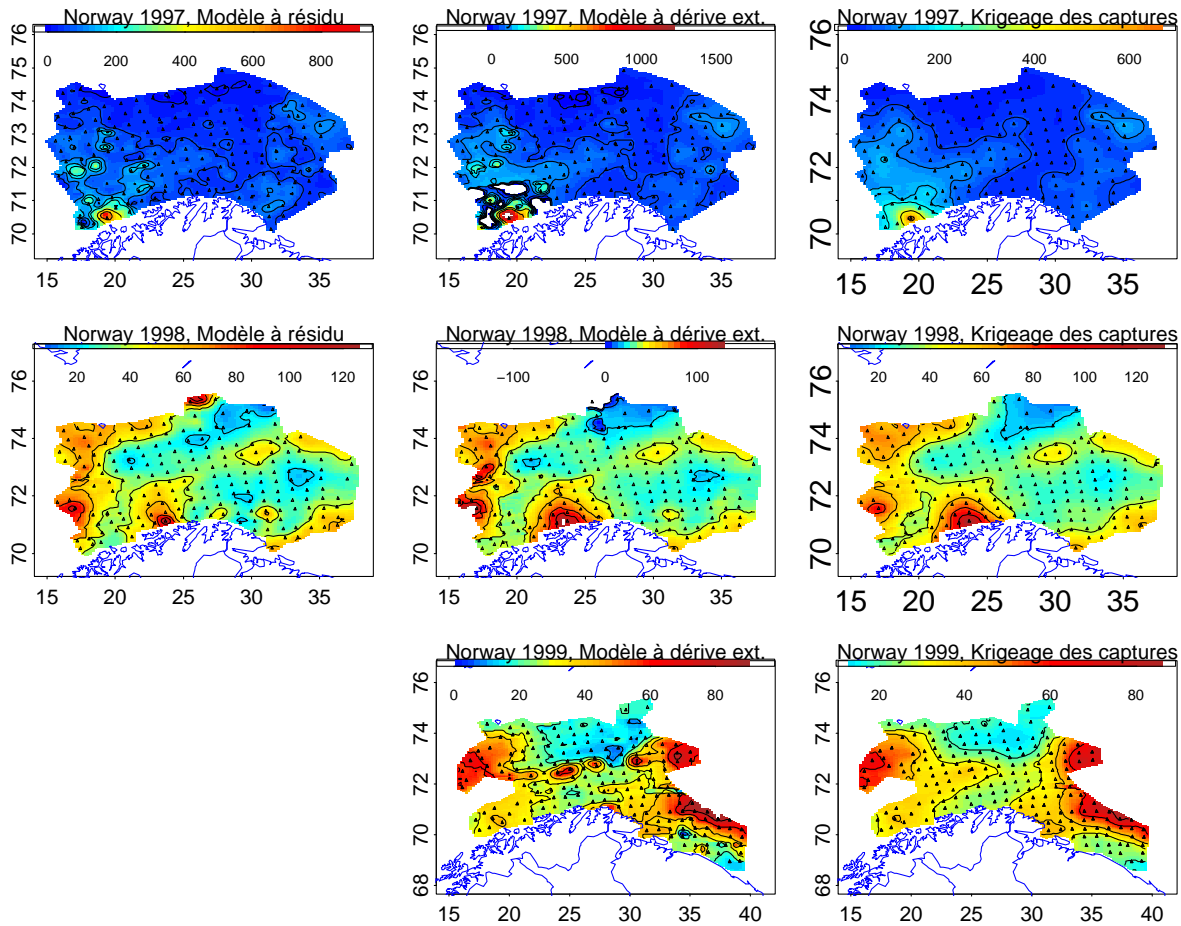 Norway 1997, Modèle à résidu
0 200 400 600 800
76
75
74
73
72
71
70
15 20 25 30 35
Norway 1997, Modèle à dérive ext.
0 500 1000 1500
76
75
74
73
72
71
70
15 20 25 30 35
Norway 1997, Krigeage des captures
0 200 400 600
76
74
72
70
15 20 25 30 35
Norway 1998, Modèle à résidu
20 40 60 80 100 120
76
74
72
70
15 20 25 30 35
Norway 1998, Modèle à dérive ext.
−100 0 100
76
74
72
70
15 20 25 30 35
Norway 1998, Krigeage des captures
20 40 60 80 100 120
76
74
72
70
15 20 25 30 35
Norway 1999, Modèle à dérive ext.
0 20 40 60 80
76
74
72
70
68
15 20 25 30 35 40
Norway 1999, Krigeage des captures
20 40 60 80
76
74
72
70
68
15 20 25 30 35 40